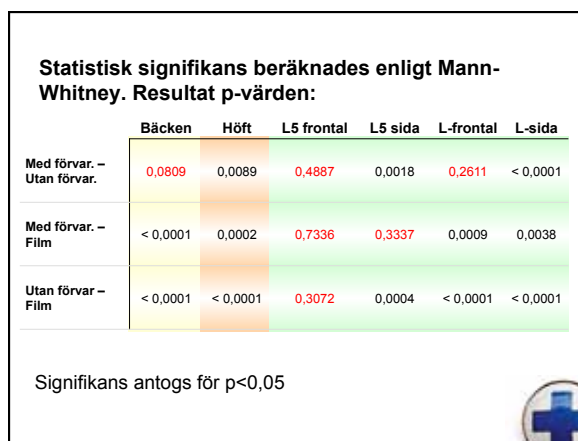 Statistisk signifikans beräknades enligt Mann-
Whitney. Resultat p-värden:
Bäcken Höft L5 frontal L5 sida L-frontal L-sida
Med förvar. –
Utan förvar. 0,0809 0,0089 0,4887 0,0018 0,2611 < 0,0001
Med förvar. –
Film < 0,0001 0,0002 0,7336 0,3337 0,0009 0,0038
Utan förvar –
Film < 0,0001 < 0,0001 0,3072 0,0004 < 0,0001 < 0,0001
Signifikans antogs för p<0,05